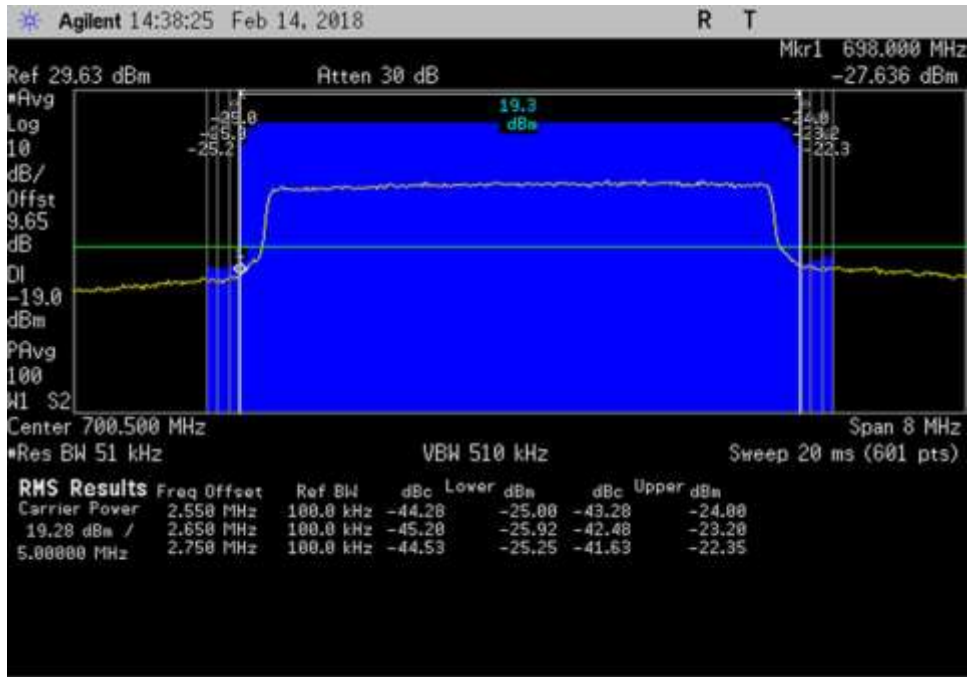 Agilent 14:38:25 Feb 14, 2018 R T
Mkr1 698.000 MHz
Ref 29.63 dBm Atten 30 dB -27.636 dBm
#Avg
Log
10
dB/
Offst
9.65
dB
DI
-19.0
dBm
PAvg
100
W1 S2
19.3
dBm
-25.0
-25.9
-25.2
-24.0
-23.2
-22.3
1
Center 700.500 MHz Span 8 MHz
#Res BW 51 kHz VBW 510 kHz Sweep 20 ms (601 pts)
RMS Results Freq Offset Ref BW dBc Lower dBm dBc Upper dBm
Carrier Power 2.550 MHz 100.0 kHz -44.28 -25.00 -43.28 -24.00
19.28 dBm / 2.650 MHz 100.0 kHz -45.20 -25.92 -42.48 -23.20
5.00000 MHz 2.750 MHz 100.0 kHz -44.53 -25.25 -41.63 -22.35